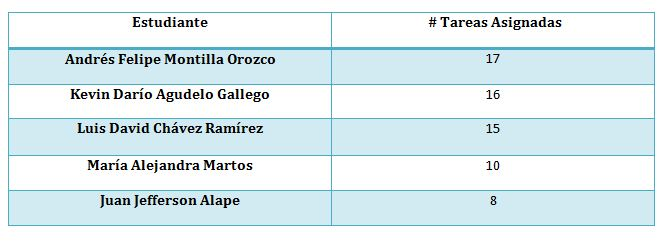 Estudiante # Tareas Asignadas
Andrés Felipe Montilla Orozco 17
Kevin Darío Agudelo Gallego 16
Luis David Chávez Ramírez 15
María Alejandra Martos 10
Juan Jefferson Alape 8